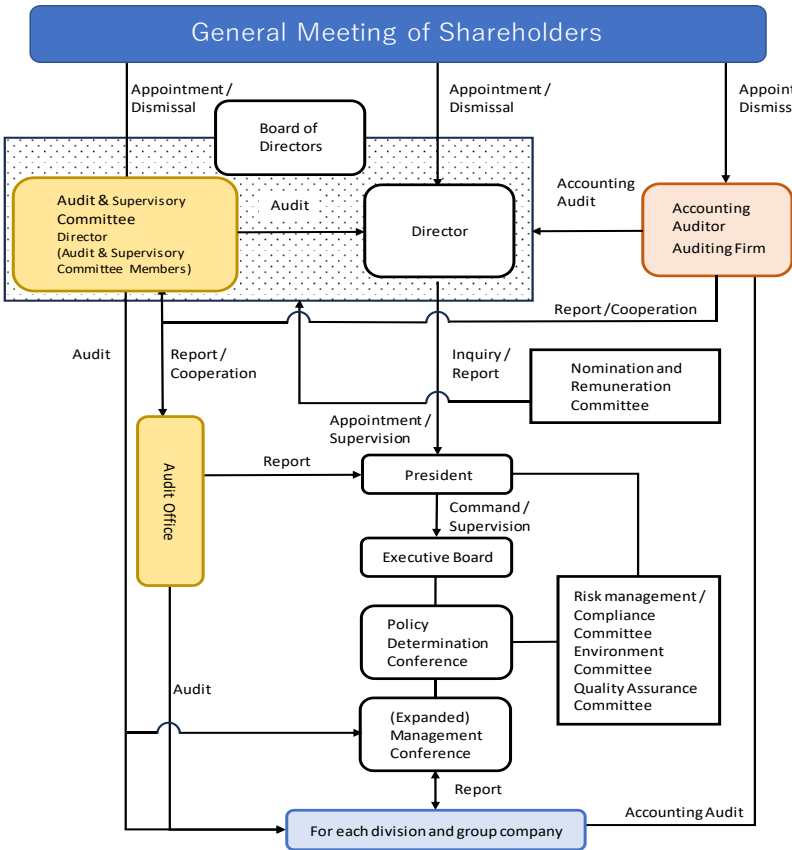 General Meeting of Shareholders
Appointment /
Dismissal
Appointment /
Dismissal
Appoint
Dismiss
Board of
Directors
Audit & Supervisory
Committee
Director
(Audit & Supervisory
Committee Members)
Audit
Director
Accounting
Audit
Accounting
Auditor
Auditing Firm
Report /Cooperation
Audit
Report /
Cooperation
Inquiry /
Report
Nomination and
Remuneration
Committee
Appointment /
Supervision
Audit Office
Report
President
Command /
Supervision
Executive Board
Policy
Determination
Conference
Risk management /
Compliance
Committee
Environment
Committee
Quality Assurance
Committee
Audit
(Expanded)
Management
Conference
Report
For each division and group company
Accounting Audit